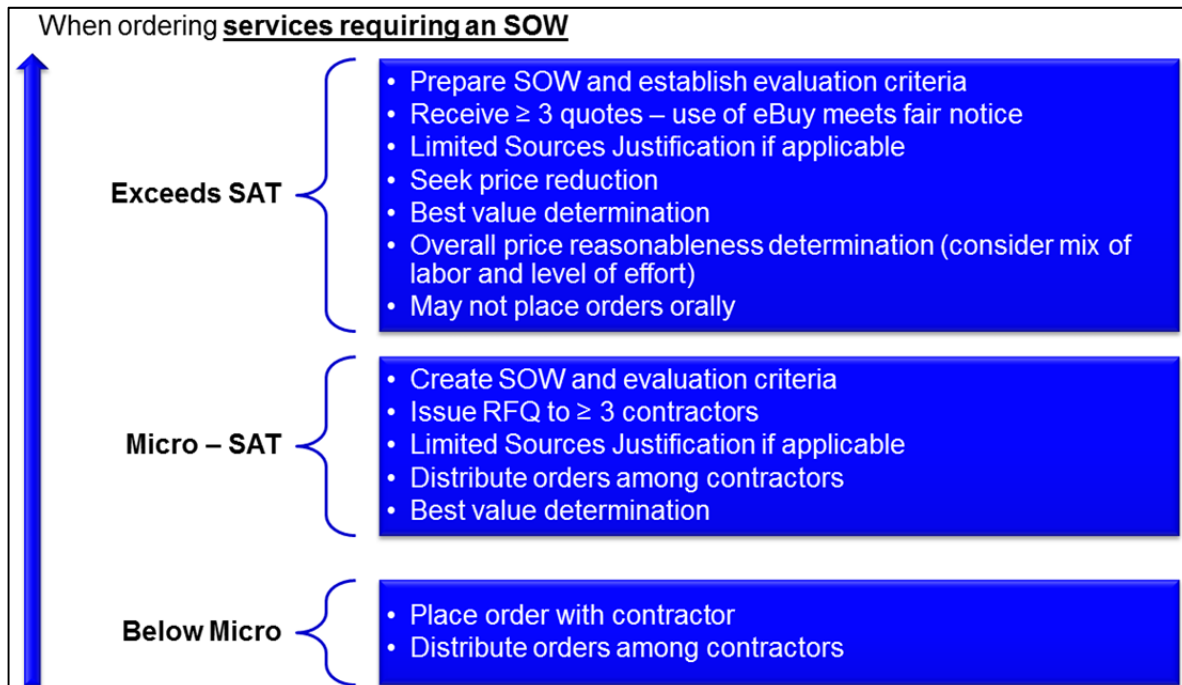 When ordering services requiring an SOW
Exceeds SAT
• Prepare SOW and establish evaluation criteria
• Receive ≥ 3 quotes – use of eBuy meets fair notice
• Limited Sources Justification if applicable
• Seek price reduction
• Best value determination
• Overall price reasonableness determination (consider mix of
labor and level of effort)
• May not place orders orally
Micro – SAT
• Create SOW and evaluation criteria
• Issue RFQ to ≥ 3 contractors
• Limited Sources Justification if applicable
• Distribute orders among contractors
• Best value determination
Below Micro
• Place order with contractor
• Distribute orders among contractors